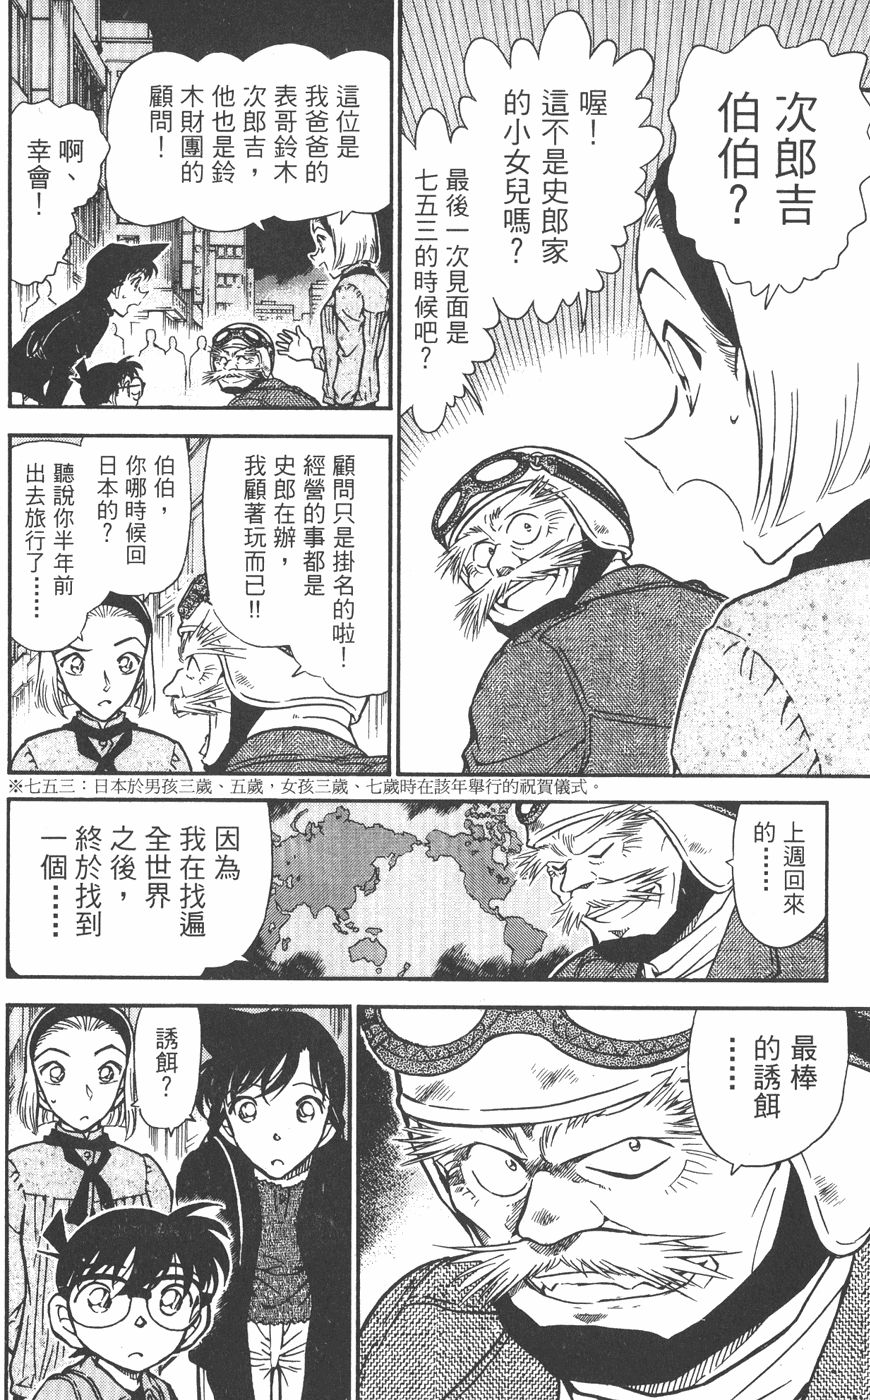 次郎吉
伯伯?
喔!
這不是史郎家
的小女兒嗎?
最後一次見面是
七五三的時候吧?
這位是
我爸爸的
表哥鈴木
次郎吉,
他也是鈴
木財團的
顧問!
啊、
幸會!
顧問只是掛名的啦!
經營的事都是
史郎在辦,
我顧著玩而已!!
伯伯,
你哪時候回
日本的?
聽說你半年前
出去旅行了……
※七五三:日本於男孩三歲、五歲,女孩三歲、七歲時在該年舉行的祝賀儀式。
上週回來
的……
因為
我在找遍
全世界
之後,
終於找到
一個……
最棒
的誘餌
……
誘餌?